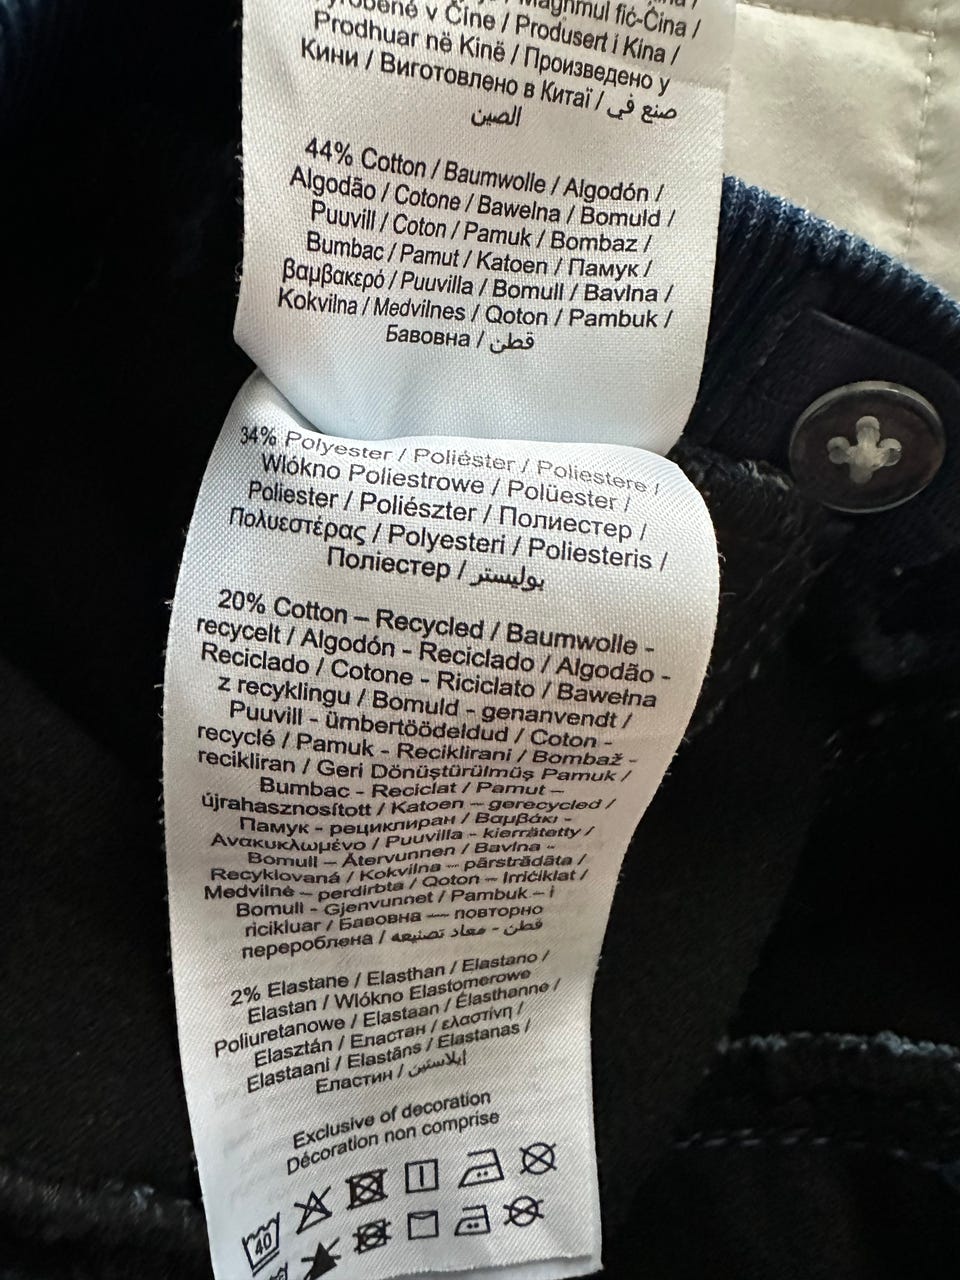 Maghmul fiċ-Ċina /
Vyrobené v Číne / Produsert i Kina /
Prodhuar në Kinë / Произведено у
Кини / Виготовлено в Китаї / صنع في
الصين
44% Cotton / Baumwolle / Algodón /
Algodão / Cotone / Bawełna / Bomuld /
Puuvill / Coton / Pamuk / Bombaz /
Bumbac / Pamut / Katoen / Памук /
βαμβακερό / Puuvilla / Bomull / Bavlna /
Kokvilna / Medvilnes / Qoton / Pambuk /
Бавовна / قطن
34% Polyester / Poliéster / Poliestere /
Wlókno Poliestrowe / Polüester /
Poliester / Poliészter / Полиестер /
Πολυεστέρας / Polyesteri / Poliesteris /
Поліестер / بوليستر
20% Cotton – Recycled / Baumwolle -
recycelt / Algodón - Reciclado / Algodão -
Reciclado / Cotone - Riciclato / Bawełna
z recyklingu / Bomuld - genanvendt /
Puuvill - ümbertöödeldud / Coton -
recyclé / Pamuk - Reciklirani / Bombaž -
recikliran / Geri Dönüştürülmüş Pamuk /
Bumbac - Reciclat / Pamut –
újrahasznosított / Katoen – gerecycled /
Памук - рециклиран / Βαμβάκι -
Ανακυκλωμένο / Puuvilla - kierrätetty /
Bomull – Återvunnen / Bavlna -
Recyklovaná / Kokvilna – pārstrādāta /
Medvilnė – perdirbta / Qoton – Irriċiklat /
Bomull - Gjenvunnet / Pambuk – i
ricikluar / Бавовна — повторно
перероблена / قطن - معاد تصنيعه
2% Elastane / Elasthan / Elastano /
Elastan / Wlókno Elastomerowe
Poliuretanowe / Elastaan / Élasthanne /
Elasztán / Еластан / ελαστίνη /
Elastaani / Elastāns / Elastanas /
Еластин / إيلاستين
Exclusive of decoration
Décoration non comprise
40